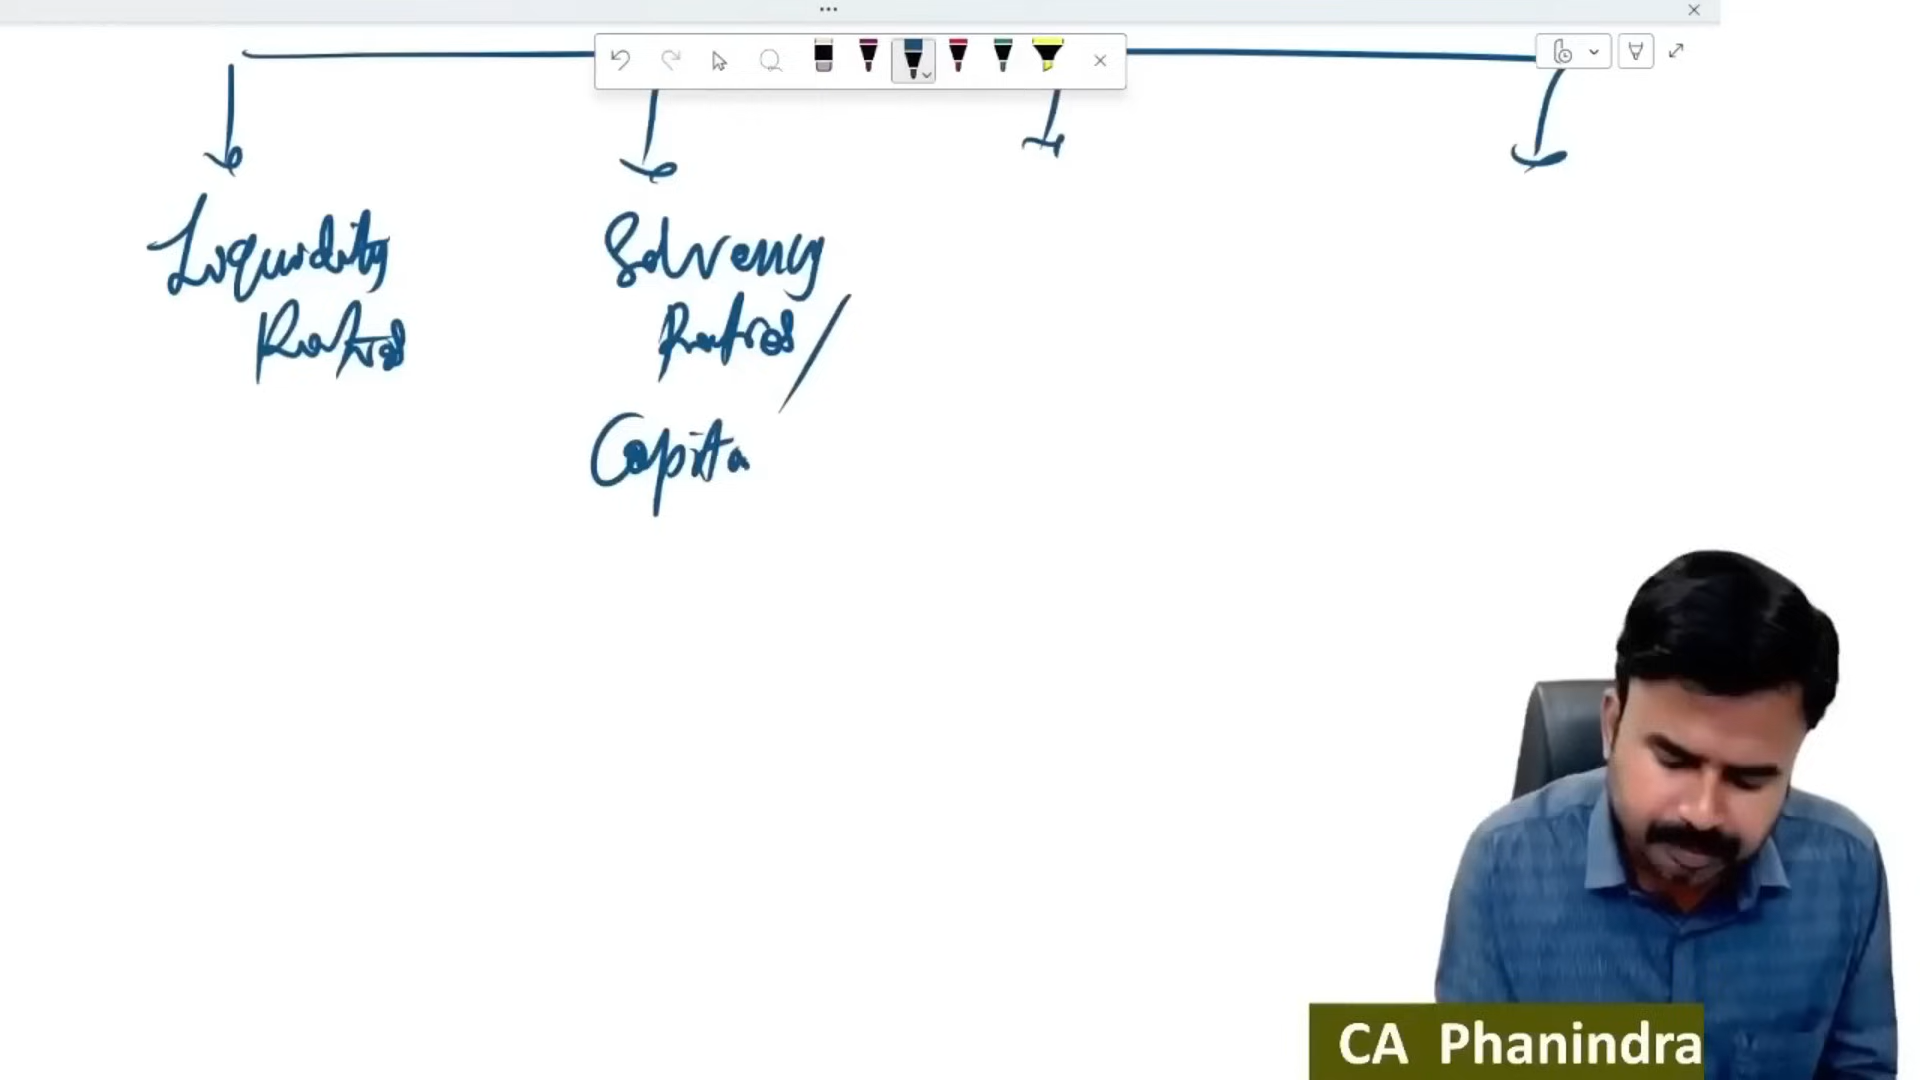 Liquidity
Ratios
Solvency
Ratios /
Capita
CA Phanindra